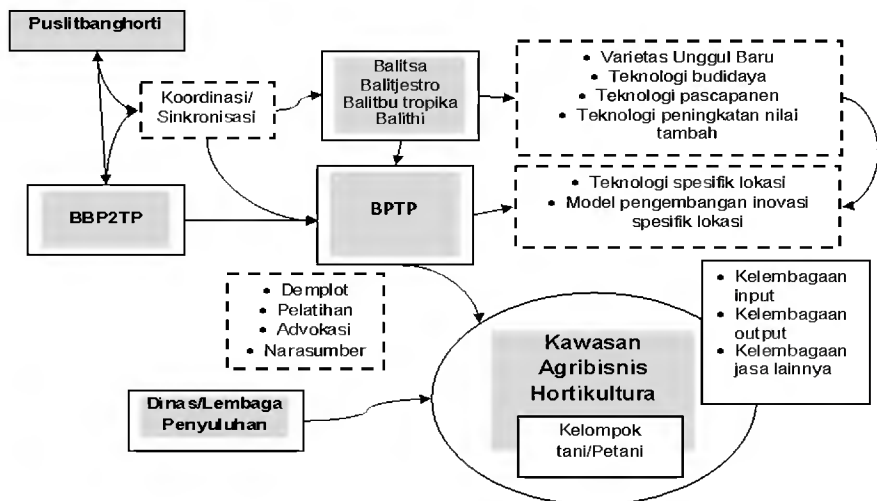 Puslitbanghorti
Koordinasi/
Sinkronisasi
Balitsa
Balitjestro
Balitbu tropika
Balithi
• Varietas Unggul Baru
• Teknologi budidaya
• Teknologi pascapanen
• Teknologi peningkatan nilai
tambah
BBP2TP
BPTP
• Teknologi spesifik lokasi
• Model pengembangan inovasi
spesifik lokasi
• Demplot
• Pelatihan
• Advokasi
• Narasumber
• Kelembagaan
input
• Kelembagaan
output
• Kelembagaan
jasa lainnya
Kawasan
Agribisnis
Hortikultura
Dinas/Lembaga
Penyuluhan
Kelompok
tani/Petani